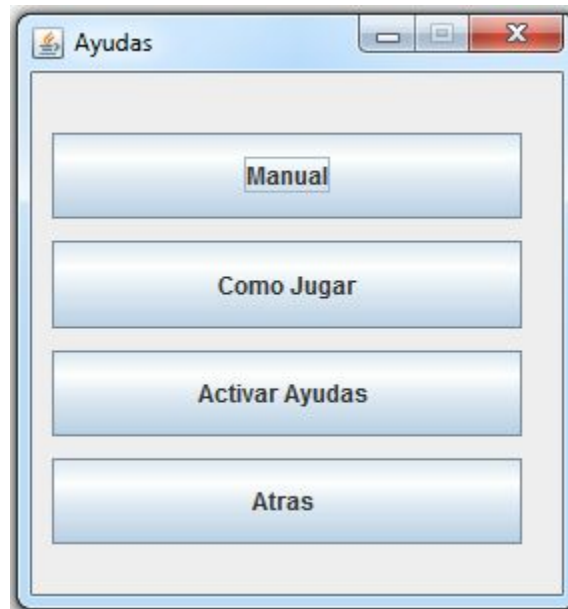 Ayudas
Manual
Como Jugar
Activar Ayudas
Atras